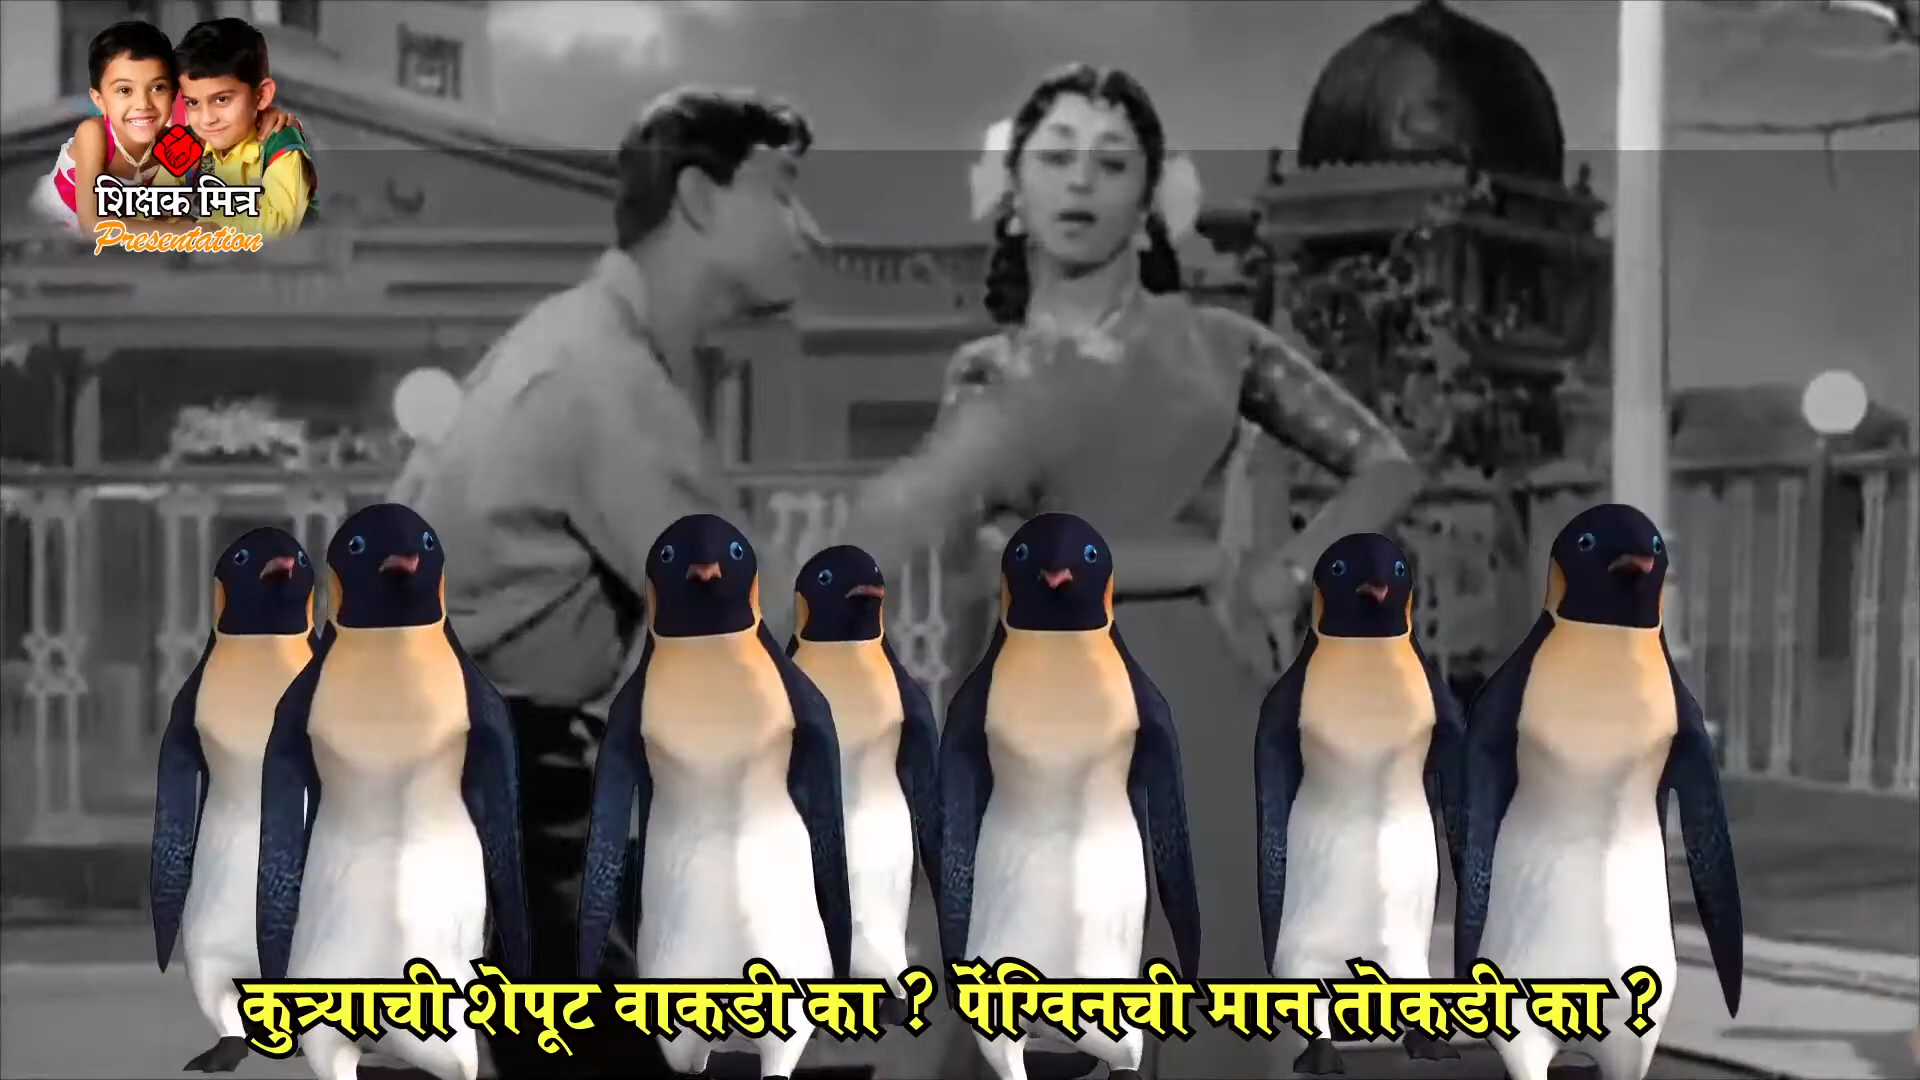 शिक्षक मित्र
Presentation
कुत्र्याची शेपूट वाकडी का ? पेंग्विनची मान तोकडी का ?